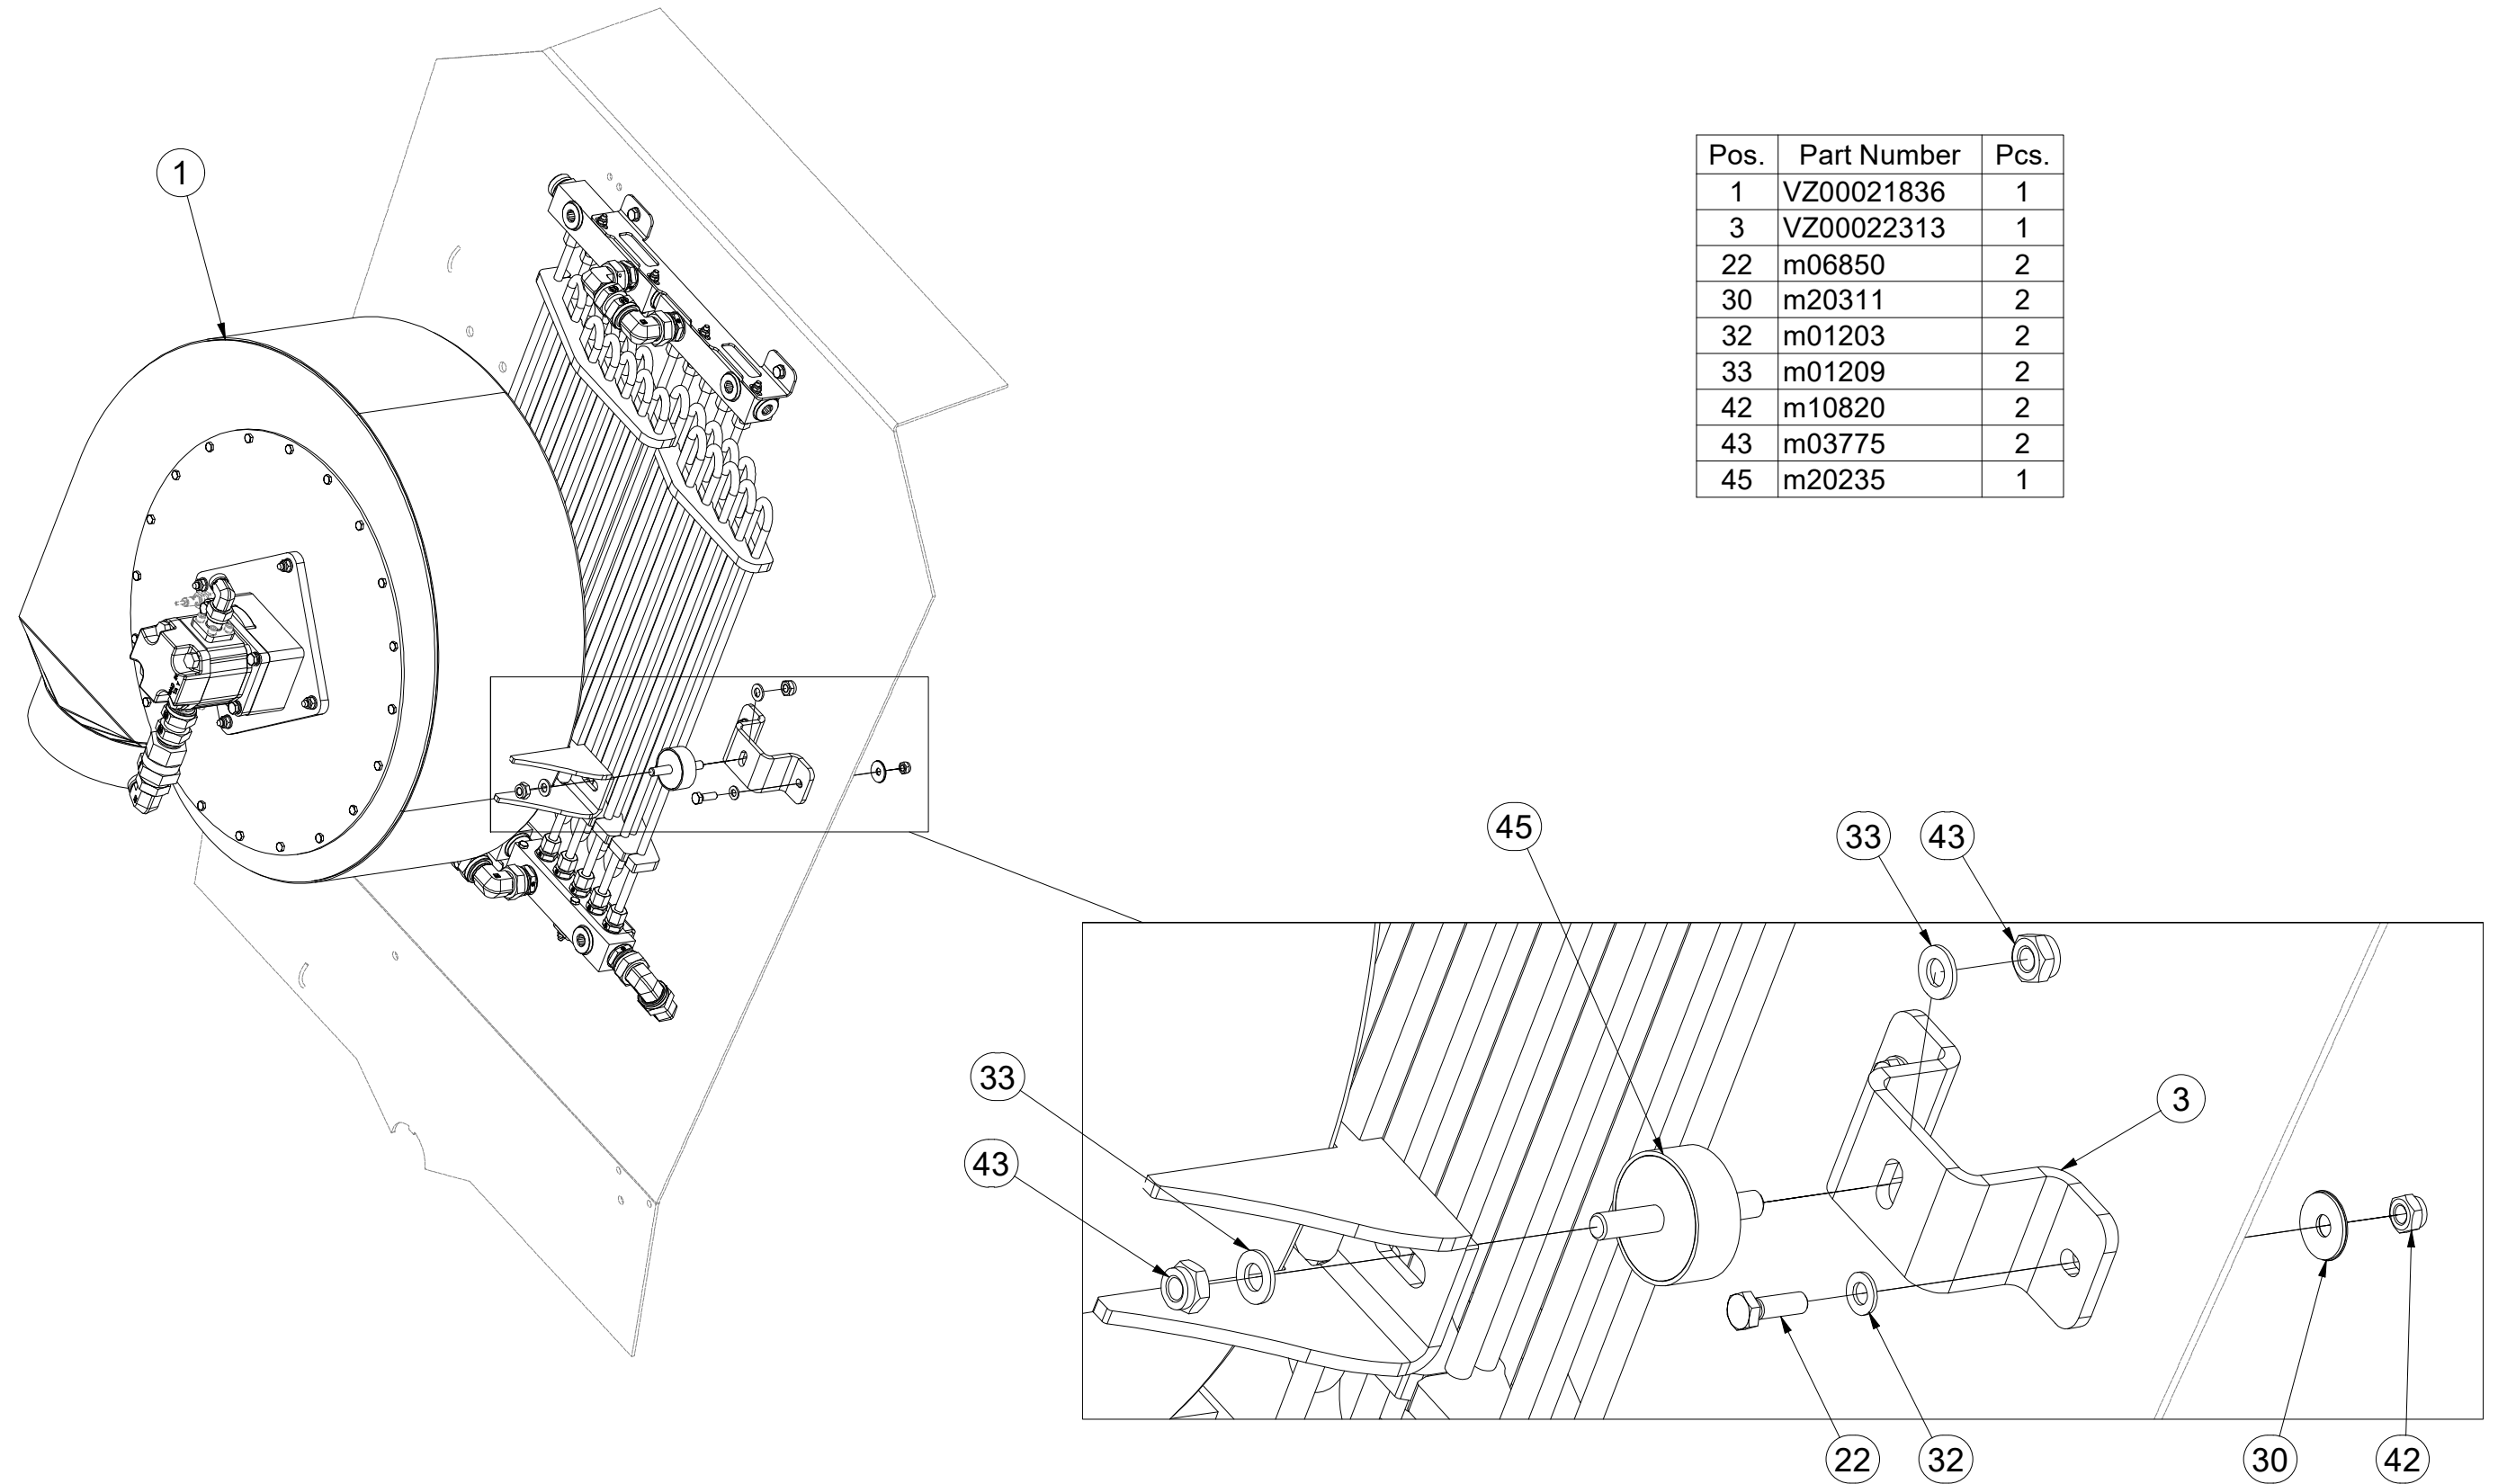 1
Pos. Part Number Pcs.
1 VZ00021836 1
3 VZ00022313 1
22 m06850 2
30 m20311 2
32 m01203 2
33 m01209 2
42 m10820 2
43 m03775 2
45 m20235 1
45 33 43
33
3
43
22 32 30 42